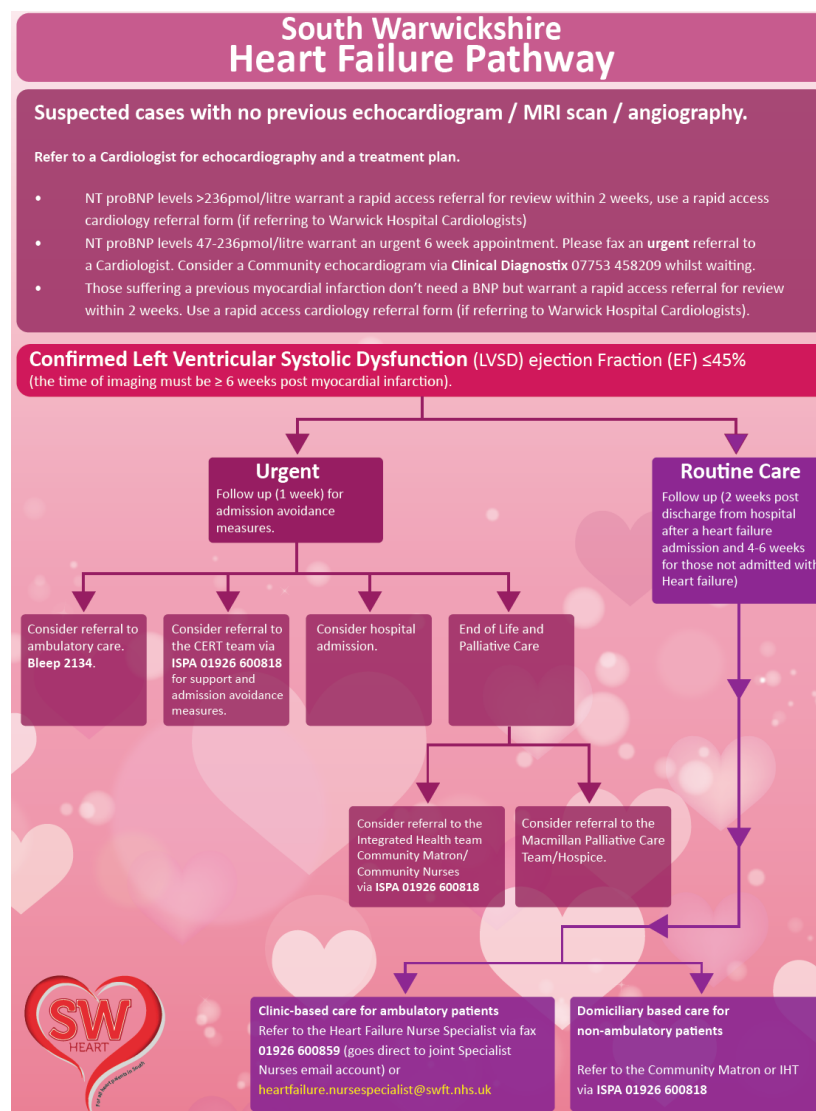 South Warwickshire
Heart Failure Pathway
Suspected cases with no previous echocardiogram / MRI scan / angiography.
Refer to a Cardiologist for echocardiography and a treatment plan.
• NT proBNP levels >236pmol/litre warrant a rapid access referral for review within 2 weeks, use a rapid access
cardiology referral form (if referring to Warwick Hospital Cardiologists)
• NT proBNP levels 47-236pmol/litre warrant an urgent 6 week appointment. Please fax an urgent referral to
a Cardiologist. Consider a Community echocardiogram via Clinical Diagnostix 07753 458209 whilst waiting.
• Those suffering a previous myocardial infarction don't need a BNP but warrant a rapid access referral for review
within 2 weeks. Use a rapid access cardiology referral form (if referring to Warwick Hospital Cardiologists).
Confirmed Left Ventricular Systolic Dysfunction (LVSD) ejection Fraction (EF) ≤45%
(the time of imaging must be ≥ 6 weeks post myocardial infarction).
Urgent
Follow up (1 week) for
admission avoidance
measures.
Routine Care
Follow up (2 weeks post
discharge from hospital
after a heart failure
admission and 4-6 weeks
for those not admitted with
Heart failure)
Consider referral to
ambulatory care.
Bleep 2134.
Consider referral to
the CERT team via
ISPA 01926 600818
for support and
admission avoidance
measures.
Consider hospital
admission.
End of Life and
Palliative Care
Consider referral to the
Integrated Health team
Community Matron/
Community Nurses
via ISPA 01926 600818
Consider referral to the
Macmillan Palliative Care
Team/Hospice.
Clinic-based care for ambulatory patients
Refer to the Heart Failure Nurse Specialist via fax
01926 600859 (goes direct to joint Specialist
Nurses email account) or
heartfailure.nursespecialist@swft.nhs.uk
Domiciliary based care for
non-ambulatory patients
Refer to the Community Matron or IHT
via ISPA 01926 600818
SW
HEART
For all heart patients in South